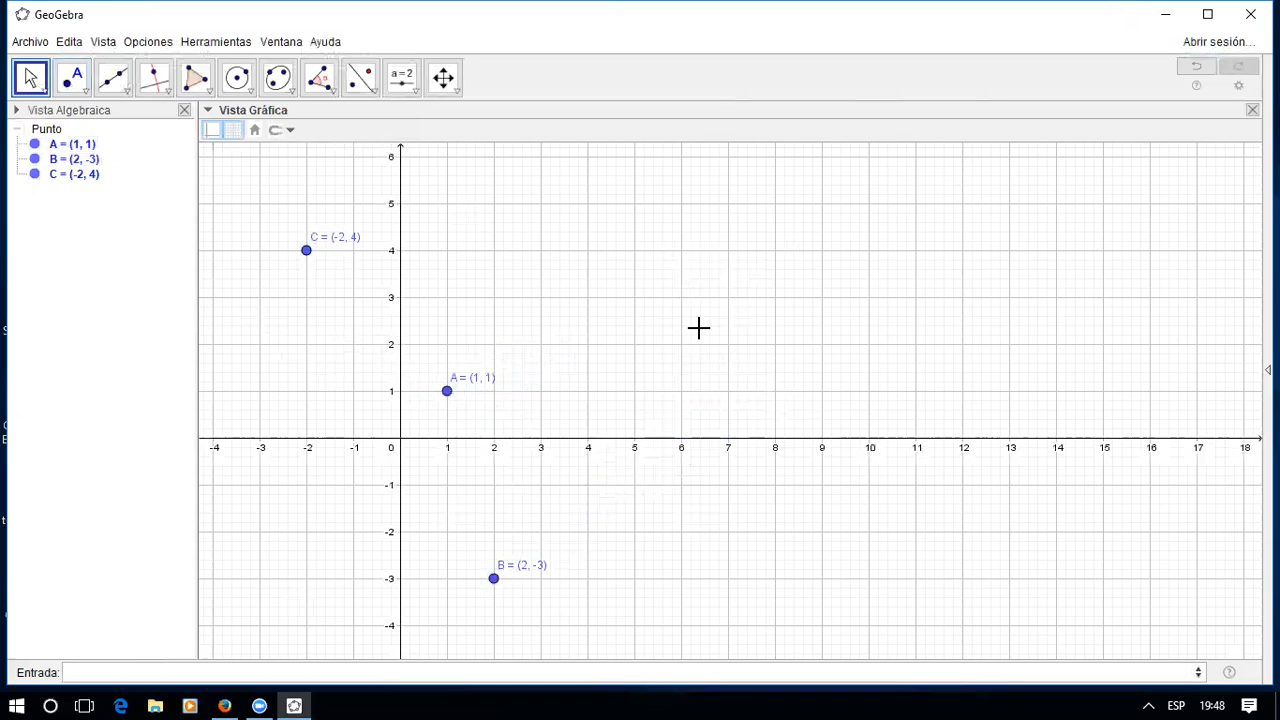 GeoGebra
Archivo Edita Vista Opciones Herramientas Ventana Ayuda
Abrir sesión...
A
α
a=2
Vista Algebraica
Vista Gráfica
Punto
A = (1, 1)
B = (2, -3)
C = (-2, 4)
6
5
C = (-2, 4)
4
3
2
A = (1, 1)
1
-4 -3 -2 -1 0 1 2 3 4 5 6 7 8 9 10 11 12 13 14 15 16 17 18
-1
-2
B = (2, -3)
-3
-4
Entrada:
ESP 19:48